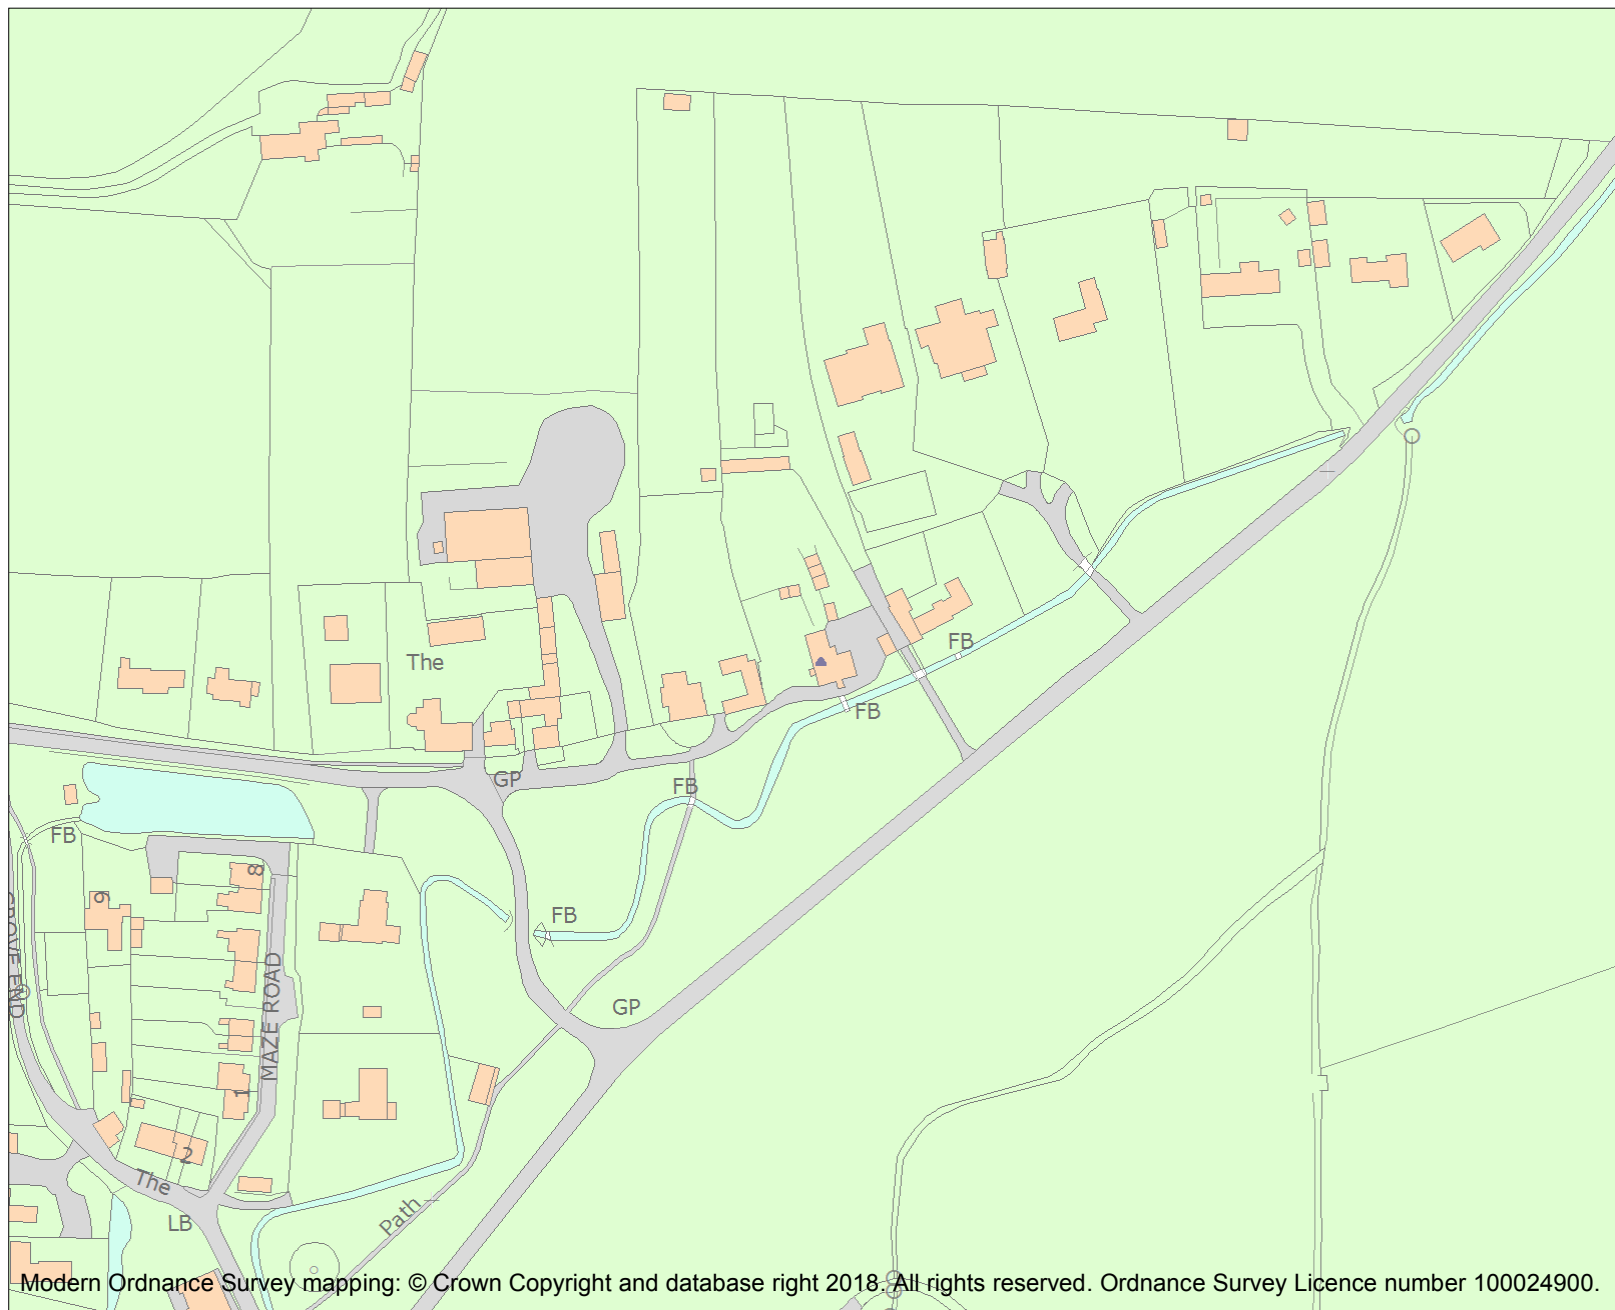 The
FB
FB
GP
FB
FB
8
9
FB
GROVE END
MAZE ROAD
GP
1
2
The
LB
Path
Modern Ordnance Survey mapping: © Crown Copyright and database right 2018. All rights reserved. Ordnance Survey Licence number 100024900.